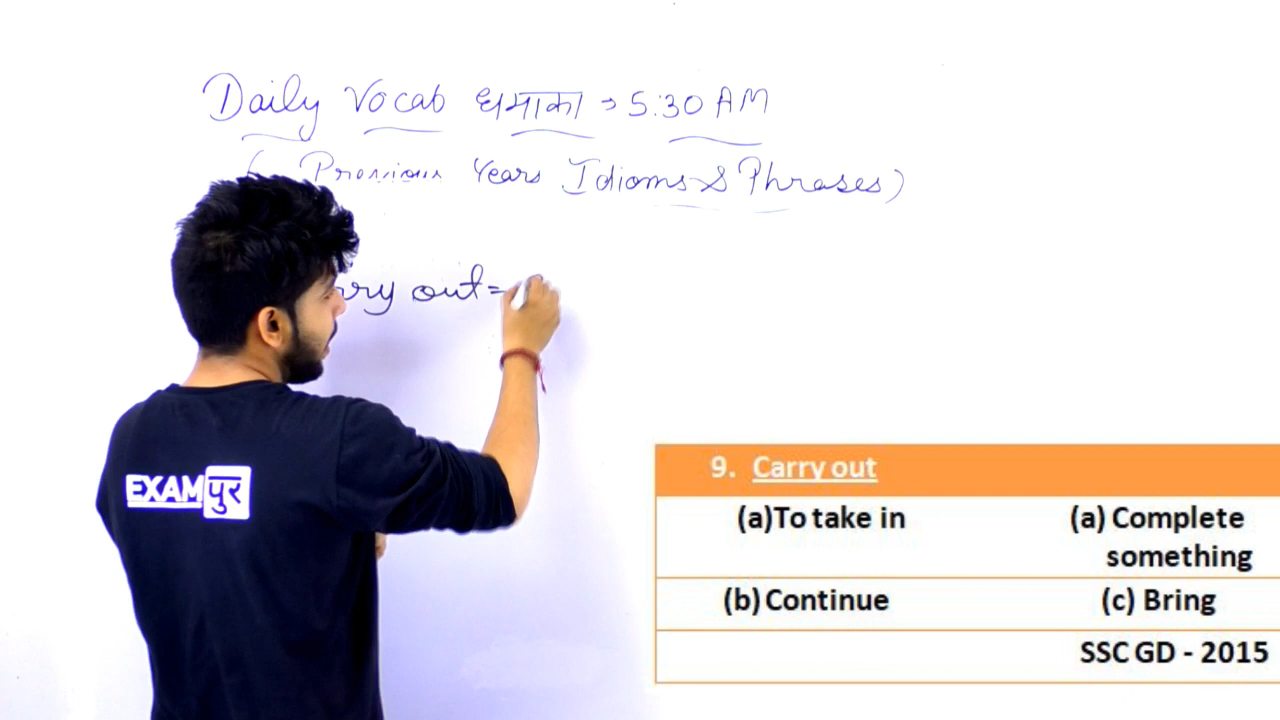 Daily Vocab धमाका → 5:30 AM
( Previous Years Idioms & Phrases)
rry out =
EXAMपुर
9. Carry out
(a)To take in (a) Complete something
(b) Continue (c) Bring
SSC GD - 2015